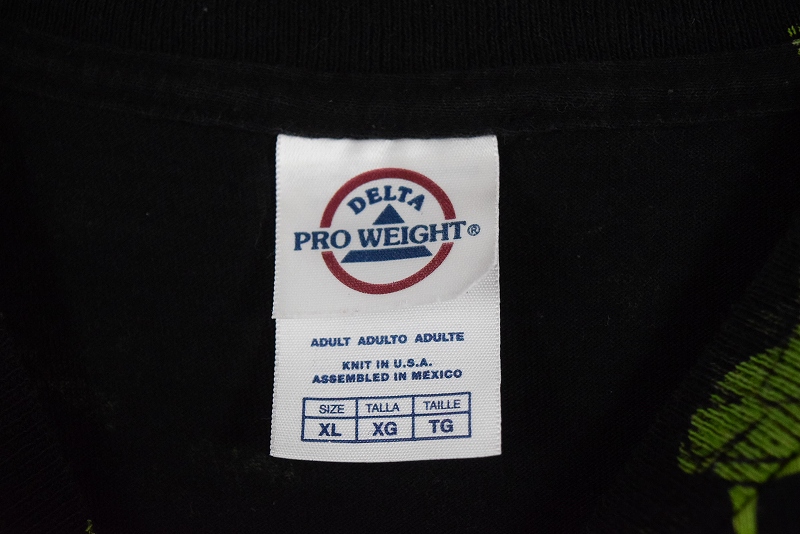 DELTA
PRO WEIGHT®
ADULT ADULTO ADULTE
KNIT IN U.S.A.
ASSEMBLED IN MEXICO
SIZE TALLA TAILLE
XL XG TG